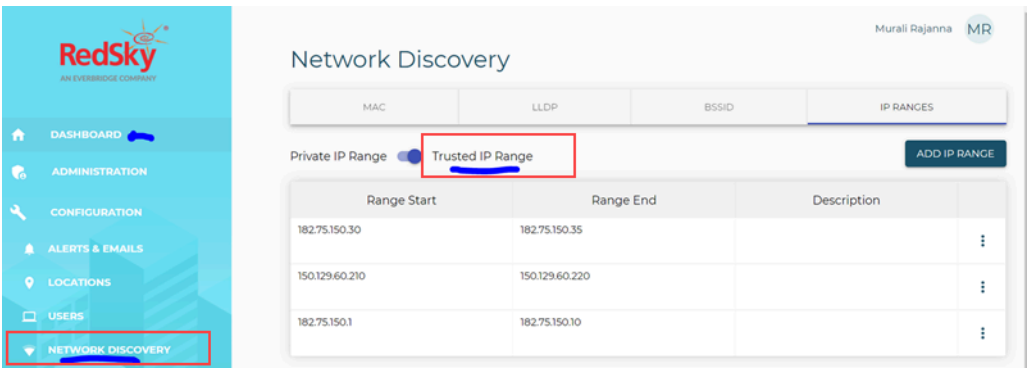 RedSky
AN EVERBRIDGE COMPANY
DASHBOARD
ADMINISTRATION
CONFIGURATION
ALERTS & EMAILS
LOCATIONS
USERS
NETWORK DISCOVERY
Murali Rajanna MR
Network Discovery
MAC LLDP BSSID IP RANGES
Private IP Range Trusted IP Range ADD IP RANGE
Range Start Range End Description
182.75.150.30 182.75.150.35
150.129.60.210 150.129.60.220
182.75.150.1 182.75.150.10